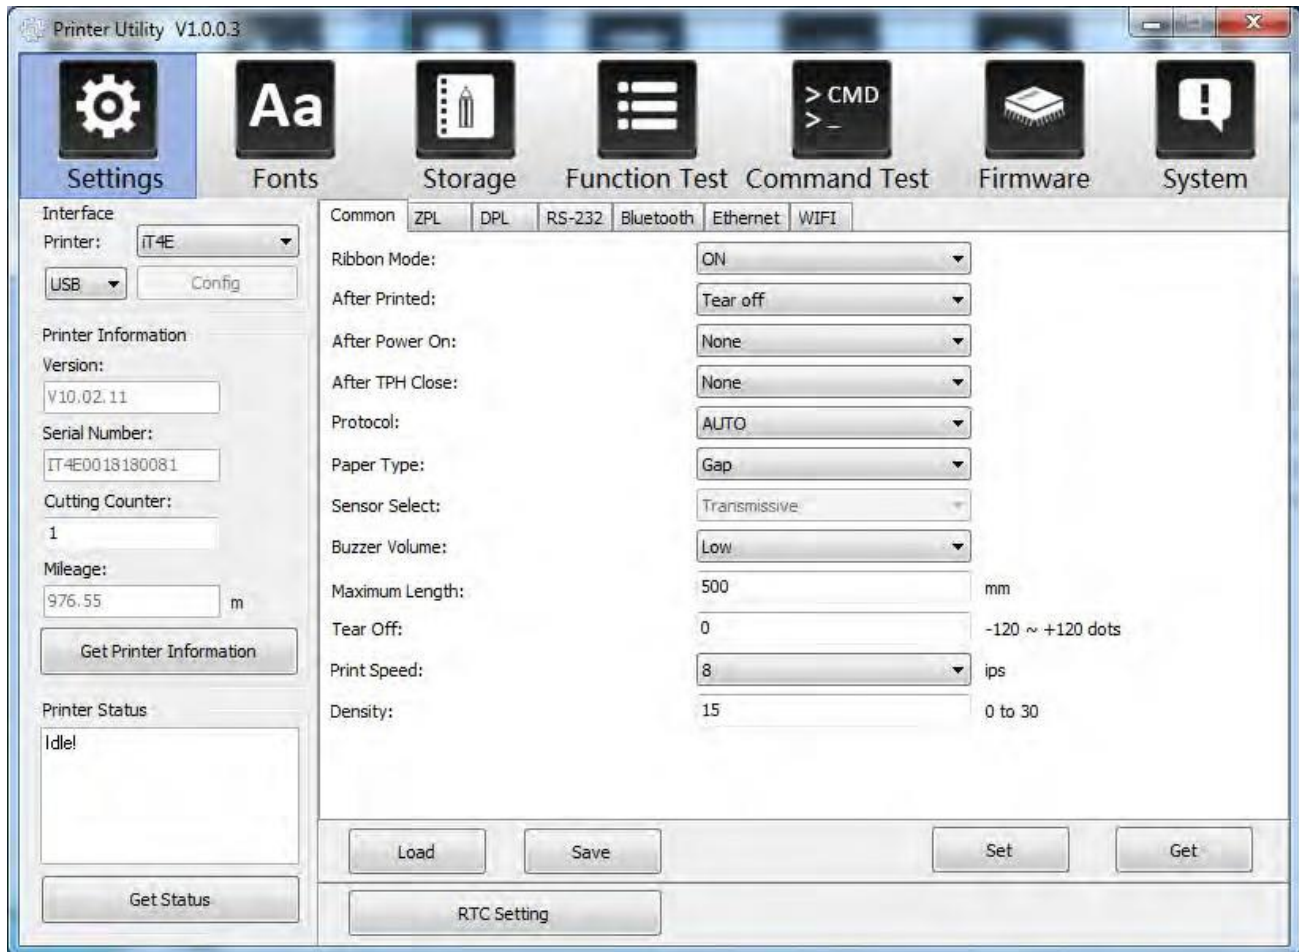 Printer Utility V1.0.0.3
Aa
> CMD
>_
Settings Fonts Storage Function Test Command Test Firmware System
Interface
Printer: iT4E
USB Config
Printer Information
Version:
V10.02.11
Serial Number:
IT4E0018180081
Cutting Counter:
1
Mileage:
976.55 m
Get Printer Information
Printer Status
Idle!
Get Status
Common ZPL DPL RS-232 Bluetooth Ethernet WIFI
Ribbon Mode: ON
After Printed: Tear off
After Power On: None
After TPH Close: None
Protocol: AUTO
Paper Type: Gap
Sensor Select: Transmissive
Buzzer Volume: Low
Maximum Length: 500 mm
Tear Off: 0 -120 ~ +120 dots
Print Speed: 8 ips
Density: 15 0 to 30
Load Save Set Get
RTC Setting